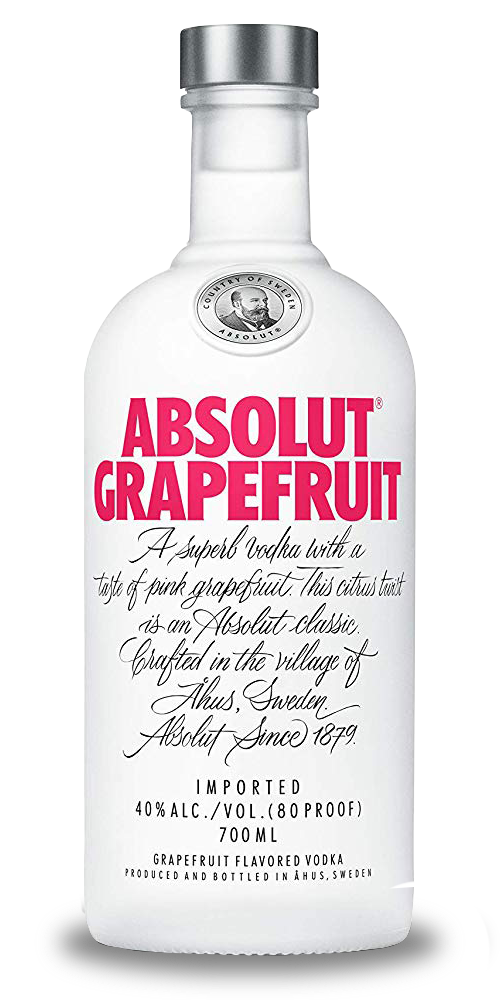 COUNTRY OF SWEDEN
ABSOLUT®
ABSOLUT®
GRAPEFRUIT
A superb vodka with a
taste of pink grapefruit. This citrus twist
is an Absolut classic.
Crafted in the village of
Åhus, Sweden.
Absolut Since 1879.
IMPORTED
40% ALC./VOL. (80 PROOF)
700 ML
GRAPEFRUIT FLAVORED VODKA
PRODUCED AND BOTTLED IN ÅHUS, SWEDEN